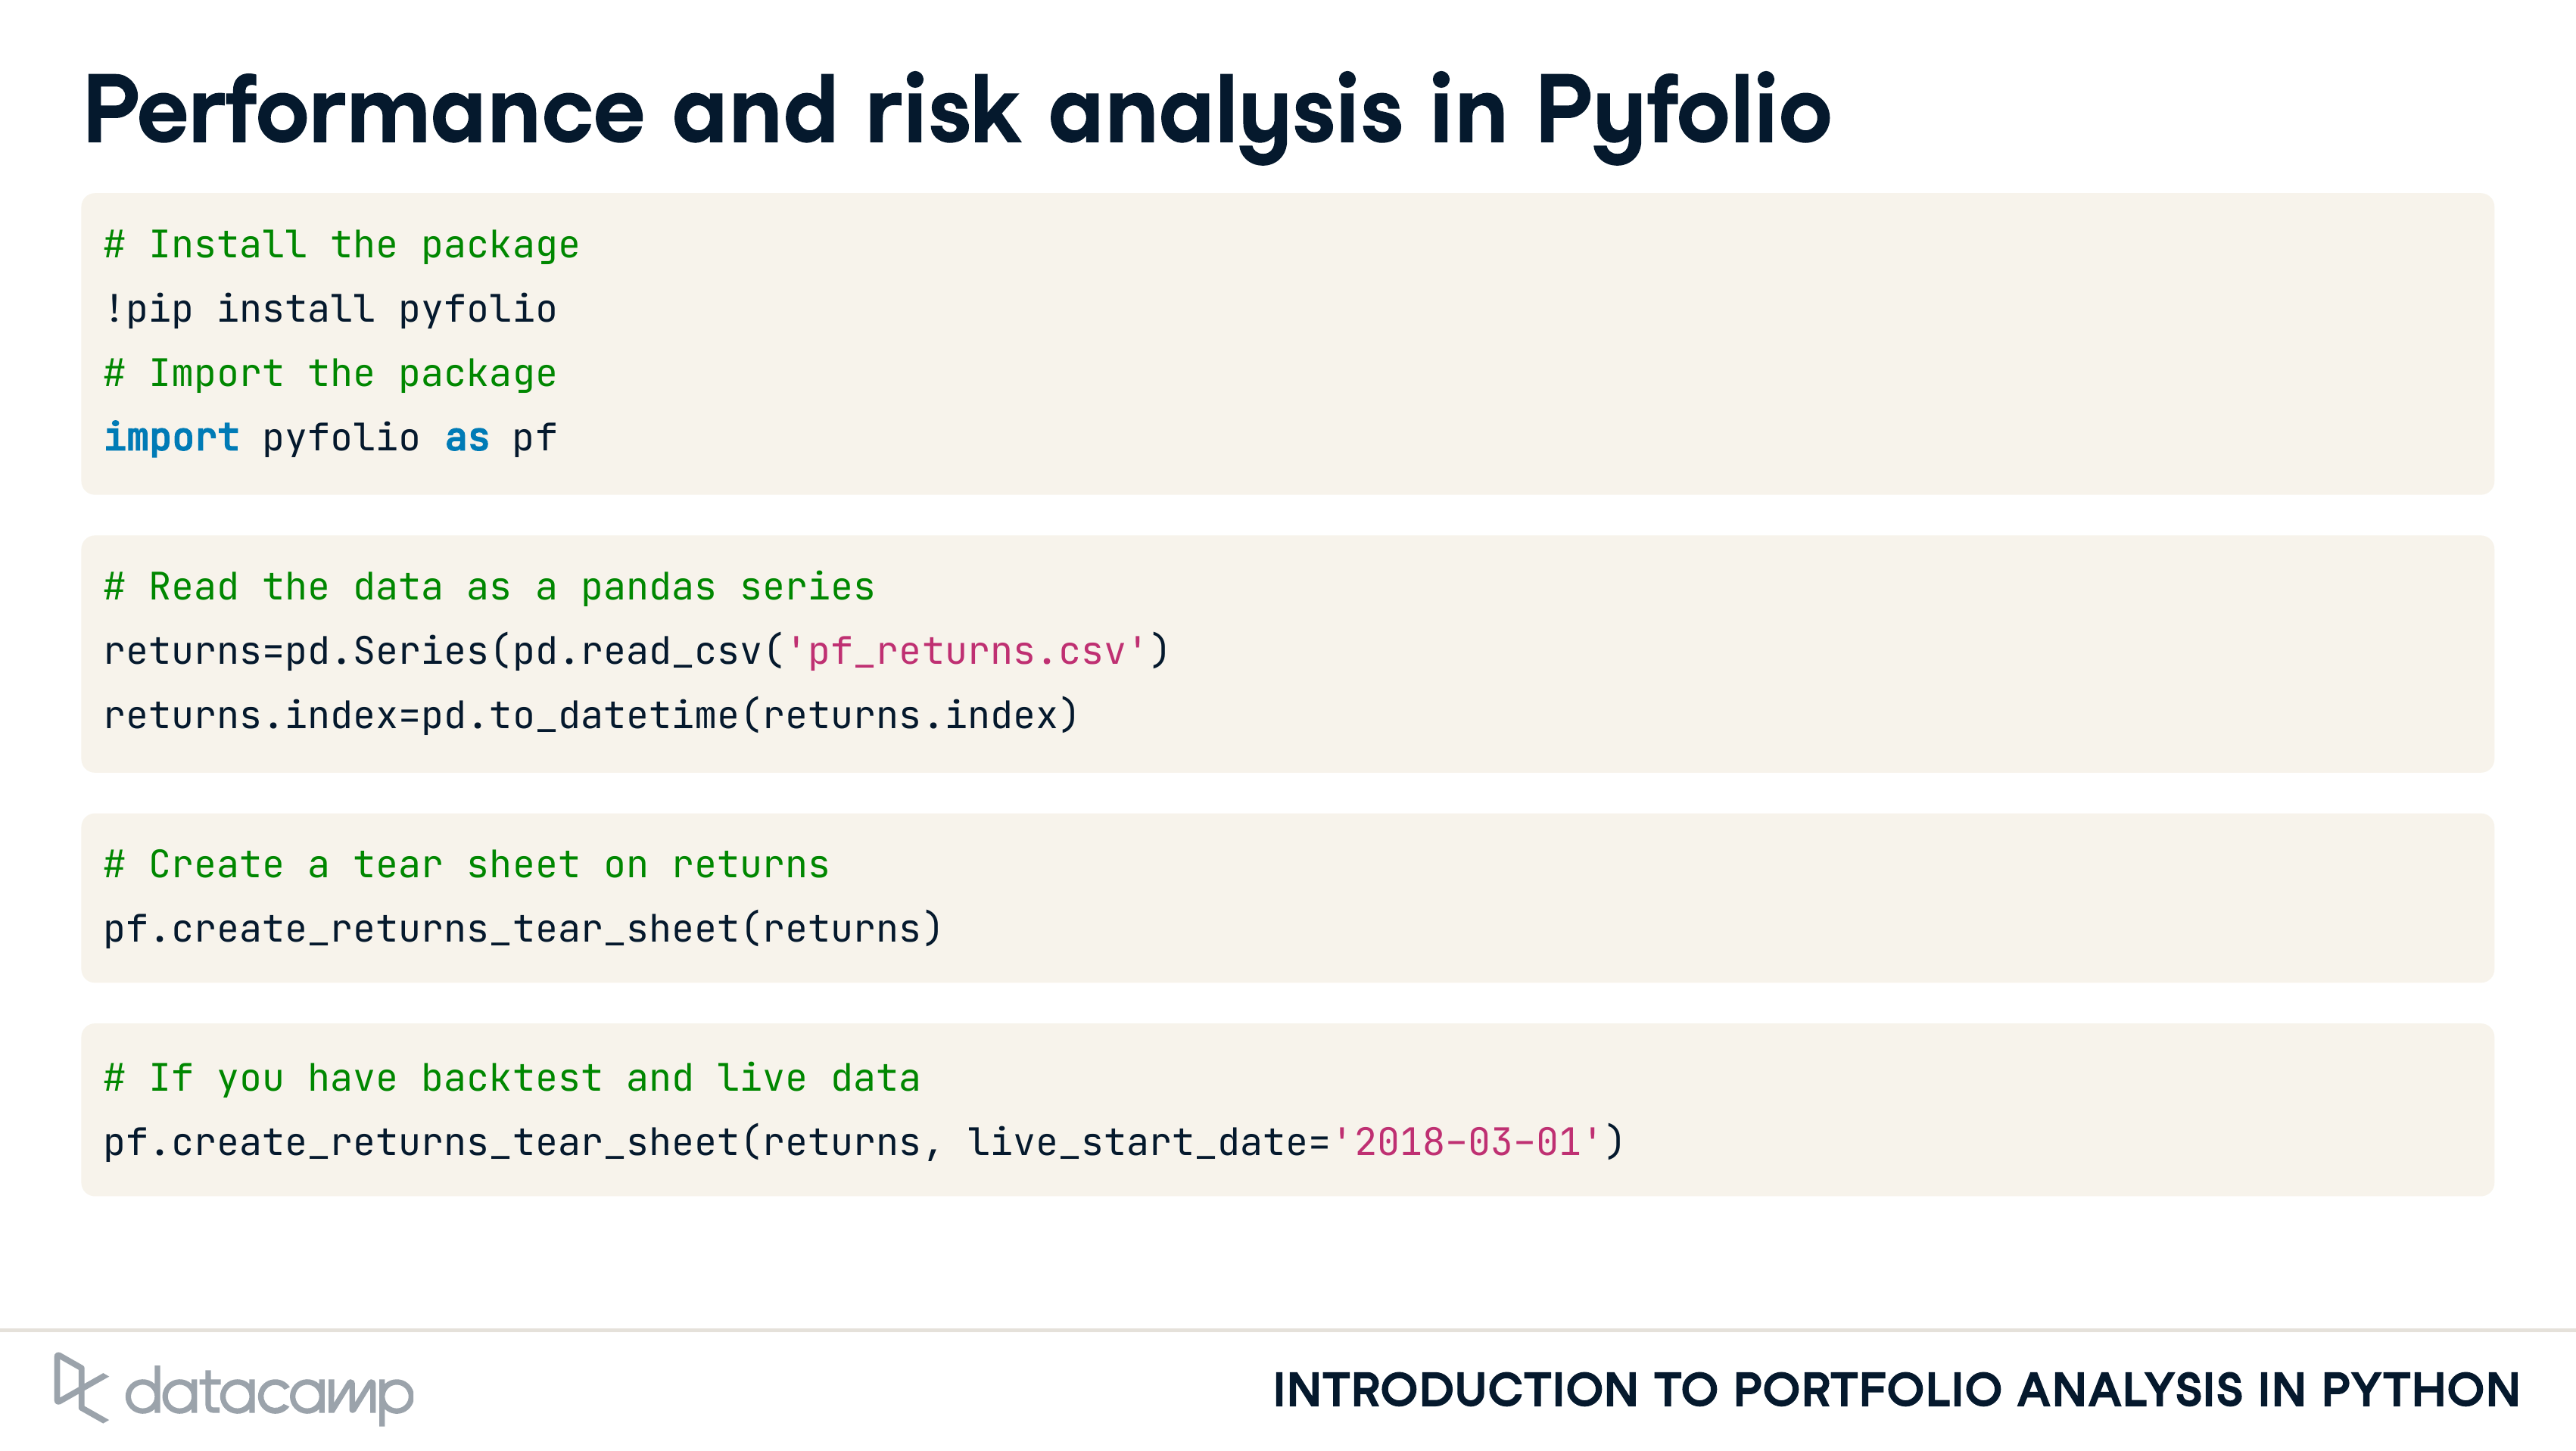 Performance and risk analysis in Pyfolio
# Install the package
!pip install pyfolio
# Import the package
import pyfolio as pf
# Read the data as a pandas series
returns=pd.Series(pd.read_csv('pf_returns.csv')
returns.index=pd.to_datetime(returns.index)
# Create a tear sheet on returns
pf.create_returns_tear_sheet(returns)
# If you have backtest and live data
pf.create_returns_tear_sheet(returns, live_start_date='2018-03-01')
datacamp
INTRODUCTION TO PORTFOLIO ANALYSIS IN PYTHON